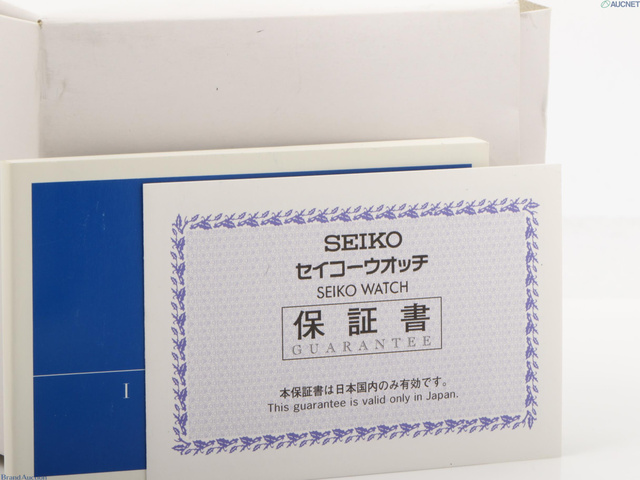 AUCNET
SEIKO
セイコーウオッチ
SEIKO WATCH
保証書
GUARANTEE
本保証書は日本国内のみ有効です。
This guarantee is valid only in Japan.
I
BrandAuction